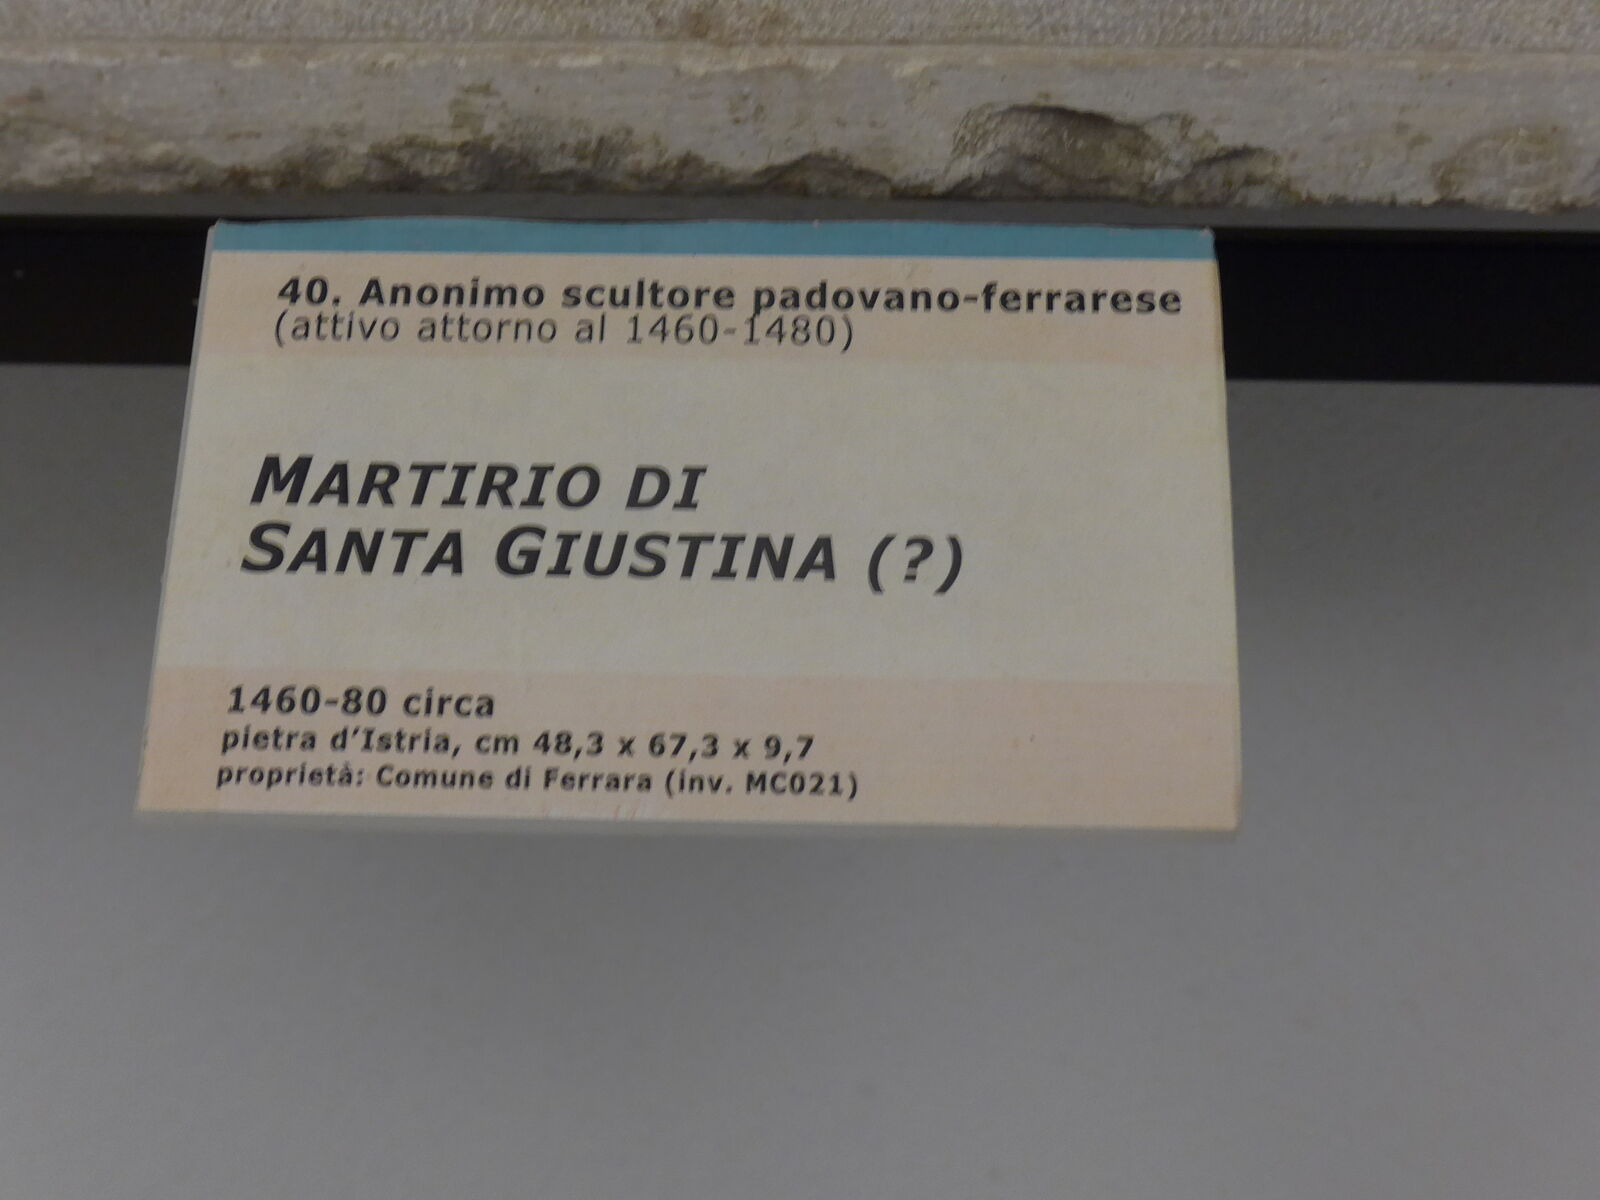 40. Anonimo scultore padovano-ferrarese
(attivo attorno al 1460-1480)
MARTIRIO DI
SANTA GIUSTINA (?)
1460-80 circa
pietra d'Istria, cm 48,3 x 67,3 x 9,7
proprietà: Comune di Ferrara (inv. MC021)